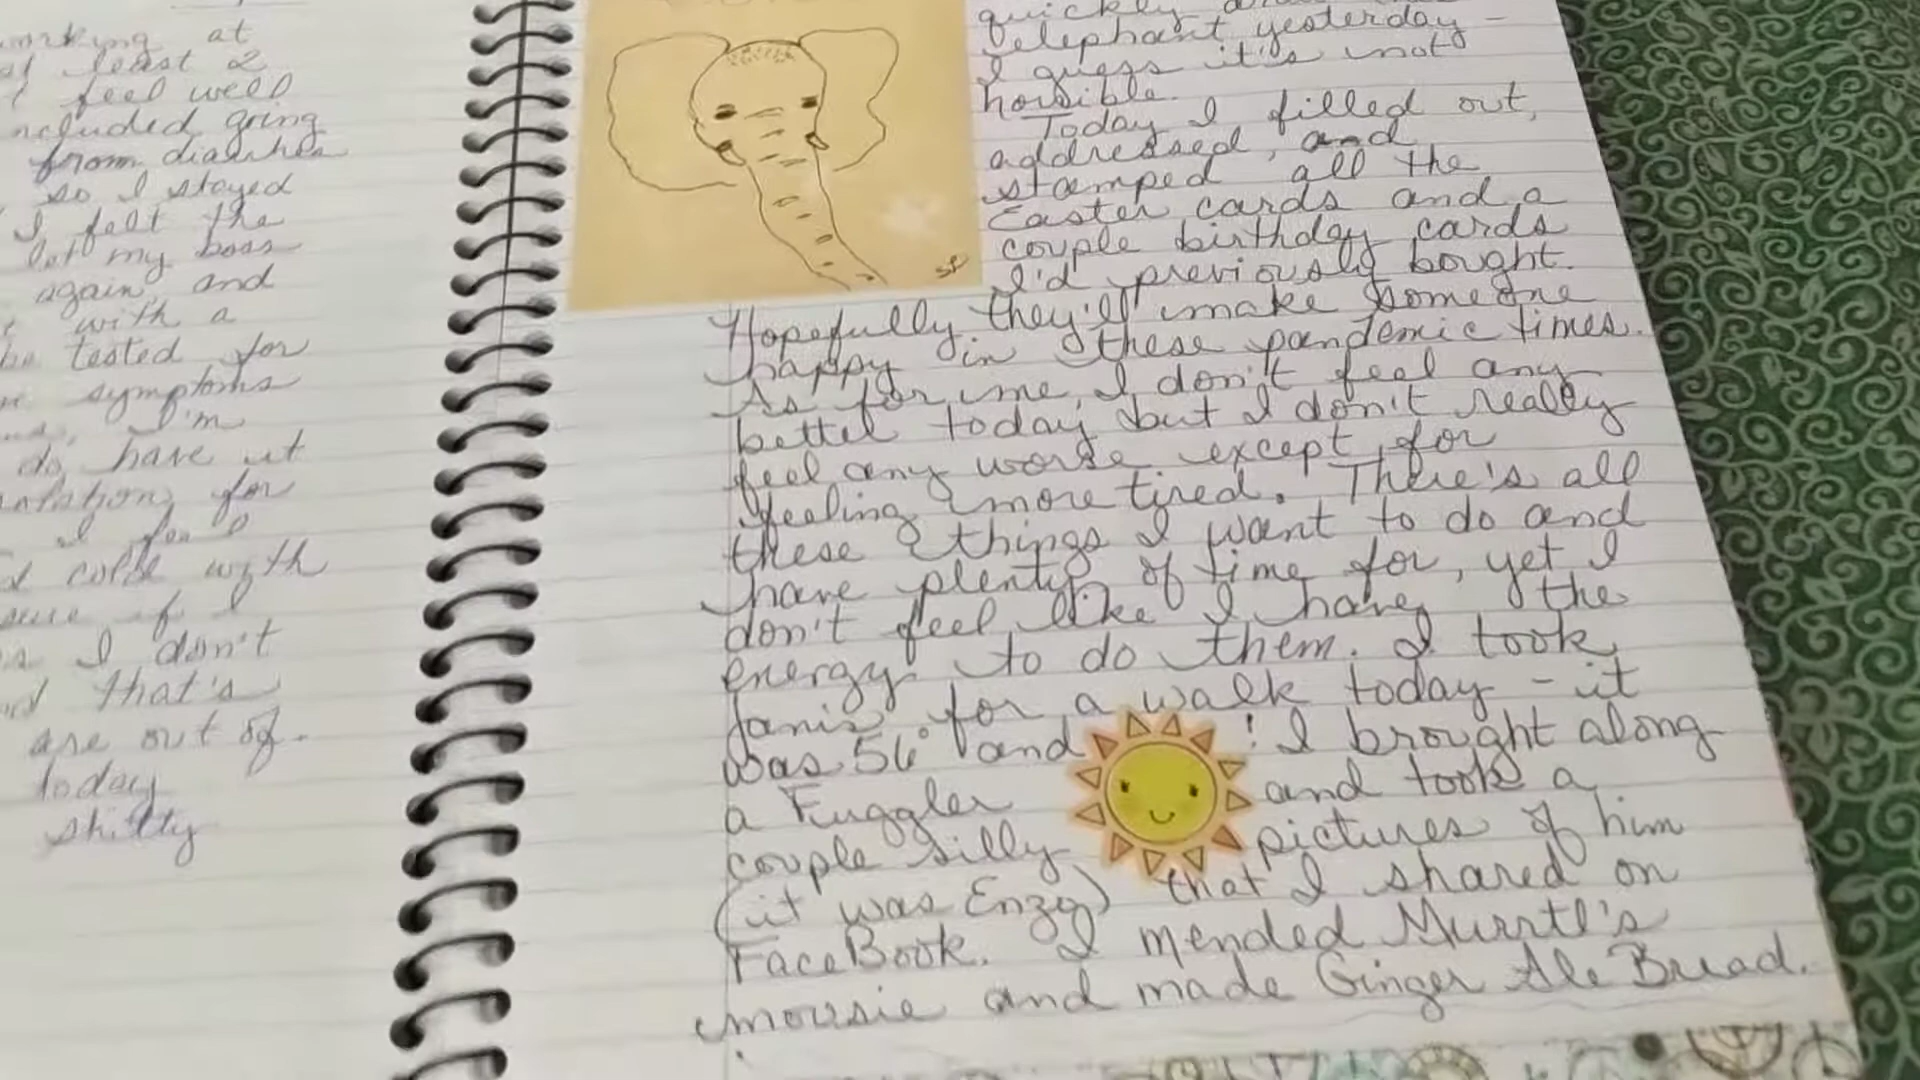 working at
at least 2
feel well
included going
from diarrhea
so I stayed
I felt the
let my boss
again and
with a
be tested for
symptoms
I'm
do, have it
for
cold with
if I
I don't
that's
are out of
today
shitty
quickly
elephant yesterday -
I guess it's not
horrible.
Today I filled out,
addressed, and
stamped all the
Easter cards and a
couple birthday cards
I'd previously bought.
Hopefully they'll make someone
happy in these pandemic times.
As for me, I don't feel any
better today but I don't really
feel any worse except for
feeling more tired. There's all
these things I want to do and
have plenty of time for, yet I
don't feel like I have the
energy to do them. I took
Janis for a walk today - it
was 56° and ! I brought along
a Fuggler and took a
couple silly pictures of him
(it was Enzo) that I shared on
FaceBook. I mended Murrtl's
mousie and made Ginger Ale Bread.
SP